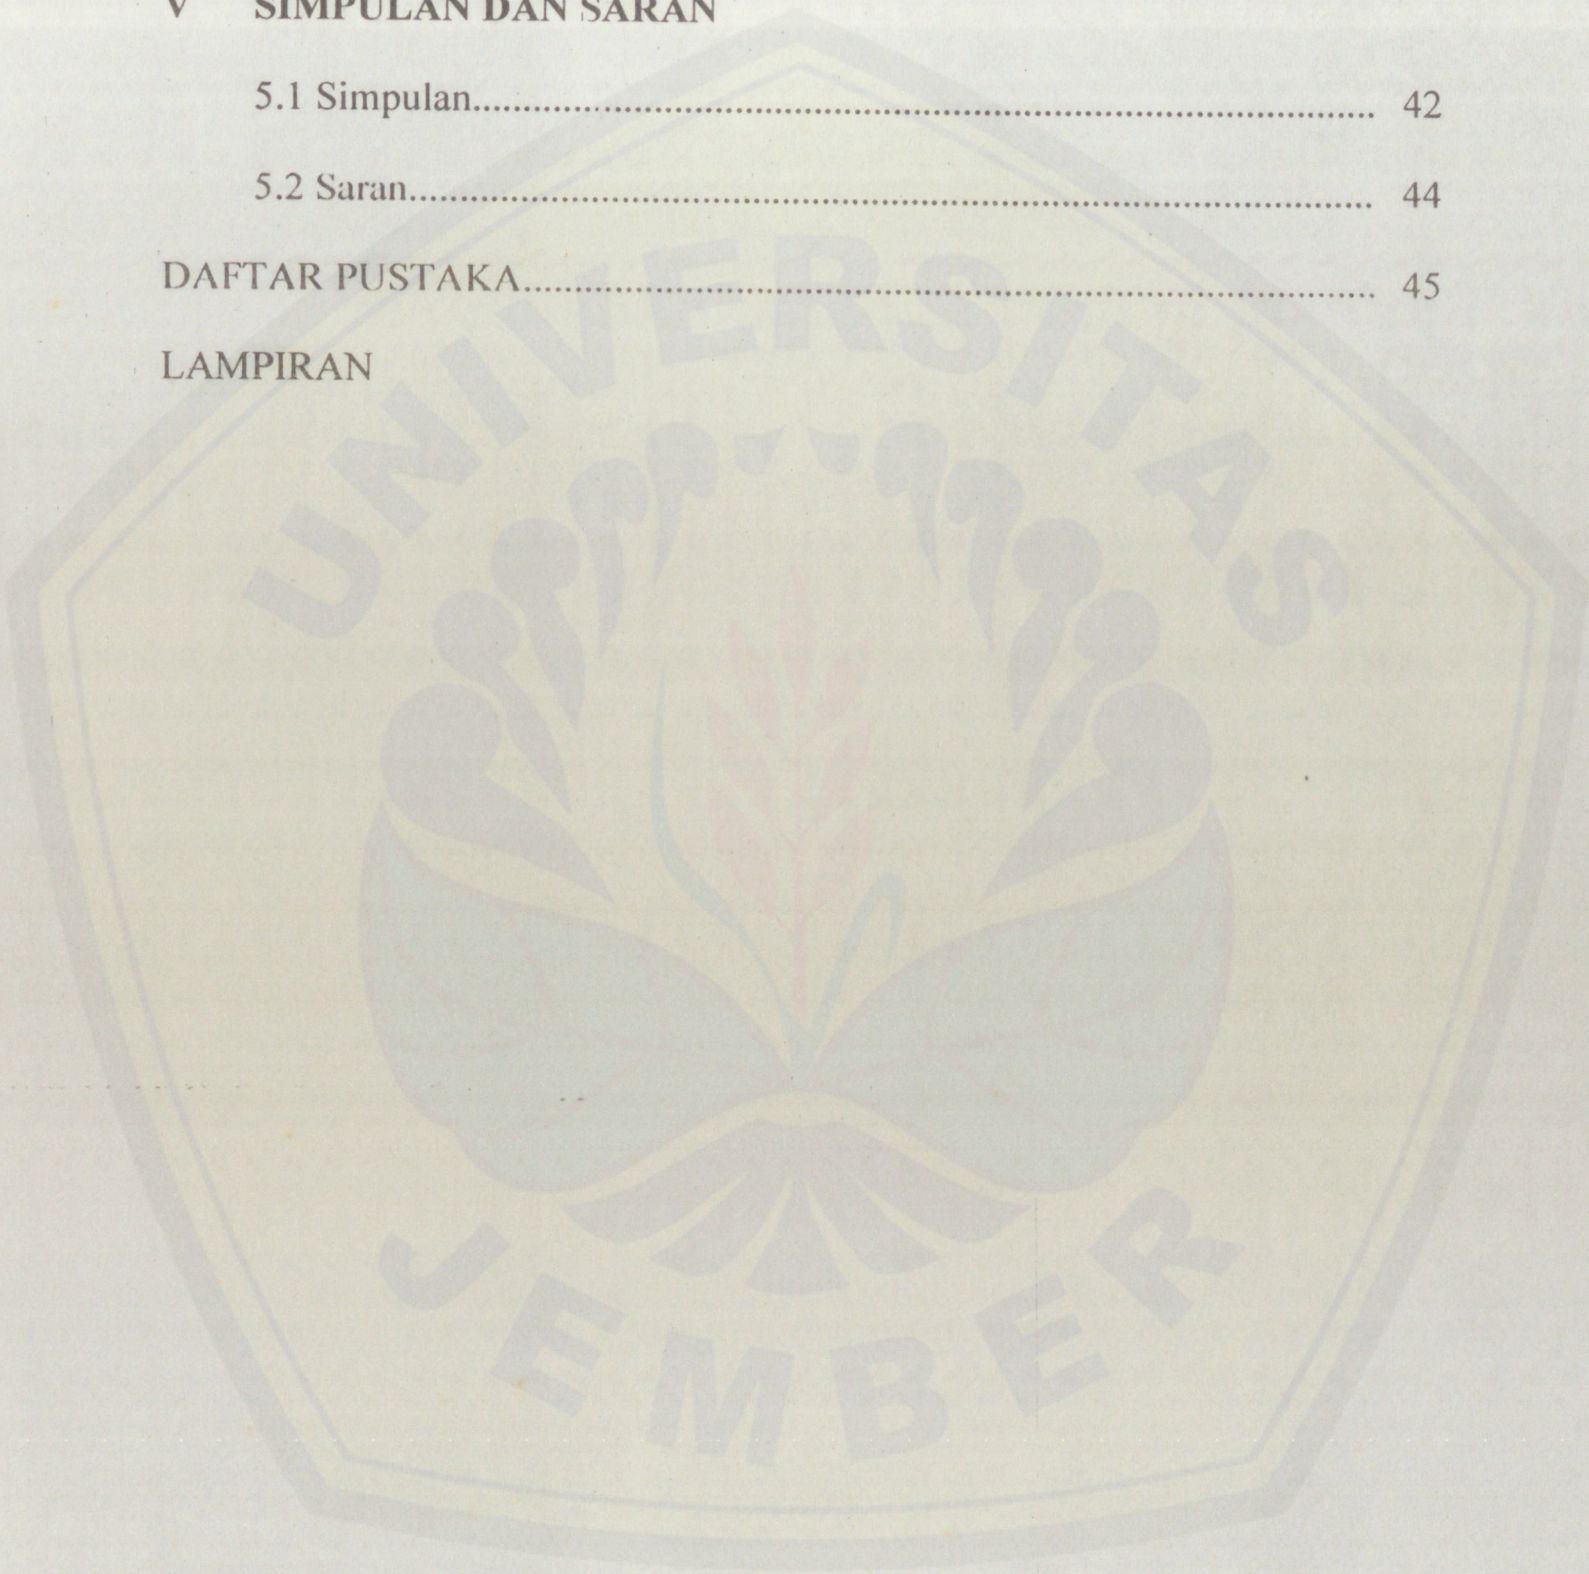 V SIMPULAN DAN SARAN
5.1 Simpulan.................................................................................... 42
5.2 Saran.......................................................................................... 44
DAFTAR PUSTAKA................................................................................ 45
LAMPIRAN
UNIVERSITAS
JEMBER